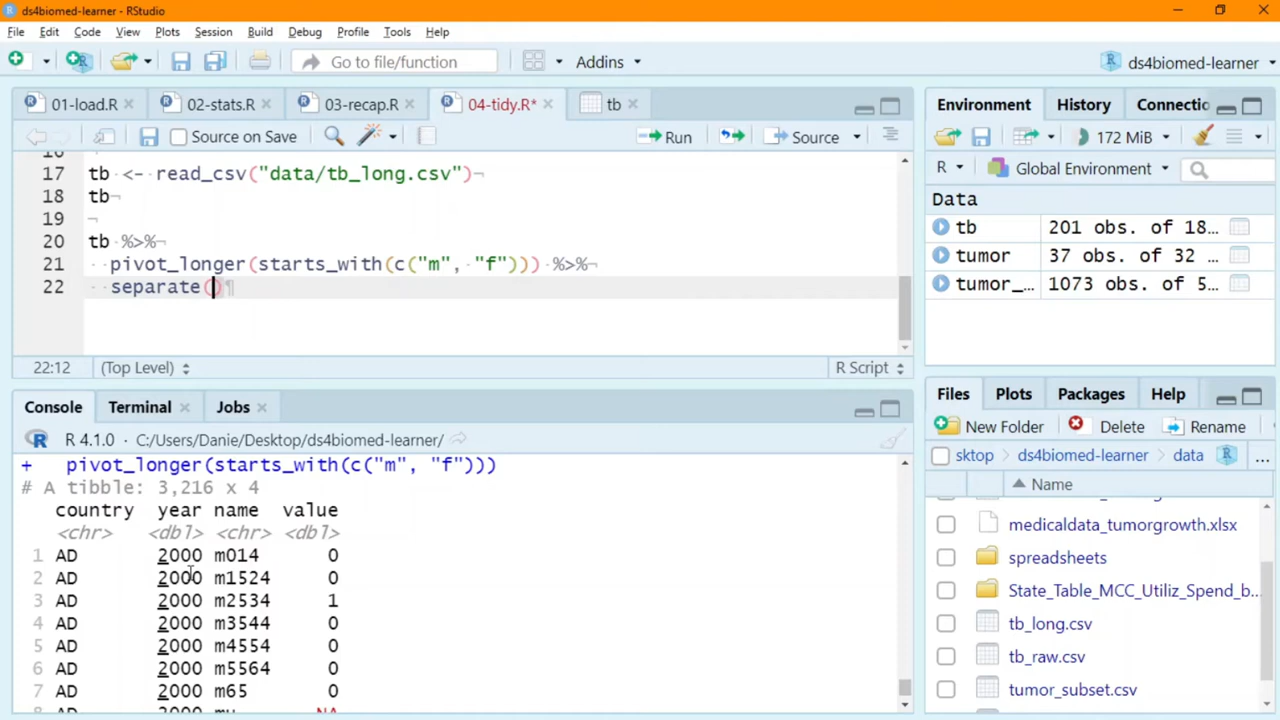 ds4biomed-learner - RStudio
File Edit Code View Plots Session Build Debug Profile Tools Help
Go to file/function Addins ds4biomed-learner
01-load.R 02-stats.R 03-recap.R 04-tidy.R* tb
Source on Save Run Source
17 tb <- read_csv("data/tb_long.csv")¬
18 tb¬
19 ¬
20 tb %>%¬
21 pivot_longer(starts_with(c("m", "f"))) %>%¬
22 separate()¶
22:12 (Top Level) R Script
Console Terminal Jobs
R 4.1.0 · C:/Users/Danie/Desktop/ds4biomed-learner/
+ pivot_longer(starts_with(c("m", "f")))
# A tibble: 3,216 x 4
country year name value
<chr> <dbl> <chr> <dbl>
1 AD 2000 m014 0
2 AD 2000 m1524 0
3 AD 2000 m2534 1
4 AD 2000 m3544 0
5 AD 2000 m4554 0
6 AD 2000 m5564 0
7 AD 2000 m65 0
8 AD 2000 mu NA
Environment History Connectio
172 MiB
R Global Environment
Data
tb 201 obs. of 18…
tumor 37 obs. of 32 …
tumor_… 1073 obs. of 5…
Files Plots Packages Help
New Folder Delete Rename
sktop ds4biomed-learner data ...
Name
medicaldata_tumorgrowth.xlsx
spreadsheets
State_Table_MCC_Utiliz_Spend_b...
tb_long.csv
tb_raw.csv
tumor_subset.csv